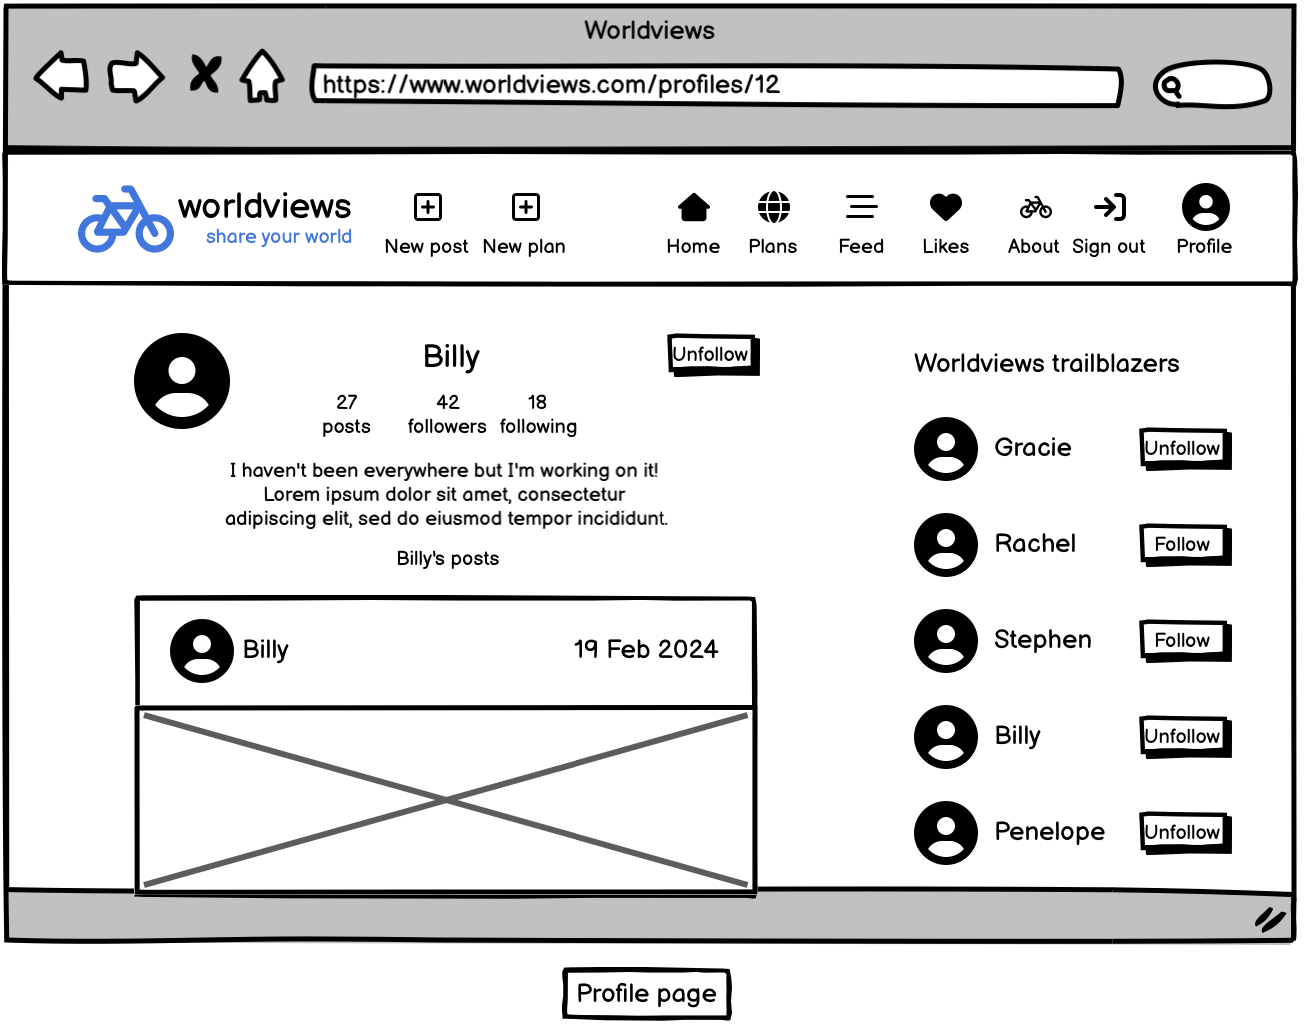 Worldviews
https://www.worldviews.com/profiles/12
worldviews
share your world
New post
New plan
Home
Plans
Feed
Likes
About
Sign out
Profile
Billy
Unfollow
27
posts
42
followers
18
following
I haven't been everywhere but I'm working on it!
Lorem ipsum dolor sit amet, consectetur
adipiscing elit, sed do eiusmod tempor incididunt.
Billy's posts
Billy
19 Feb 2024
Worldviews trailblazers
Gracie
Unfollow
Rachel
Follow
Stephen
Follow
Billy
Unfollow
Penelope
Unfollow
Profile page